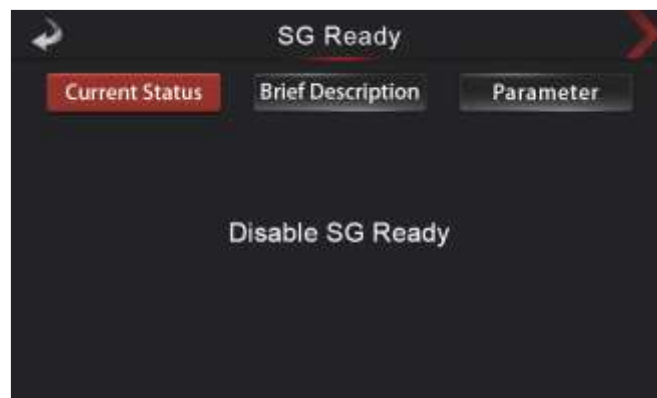 SG Ready
Current Status Brief Description Parameter
Disable SG Ready